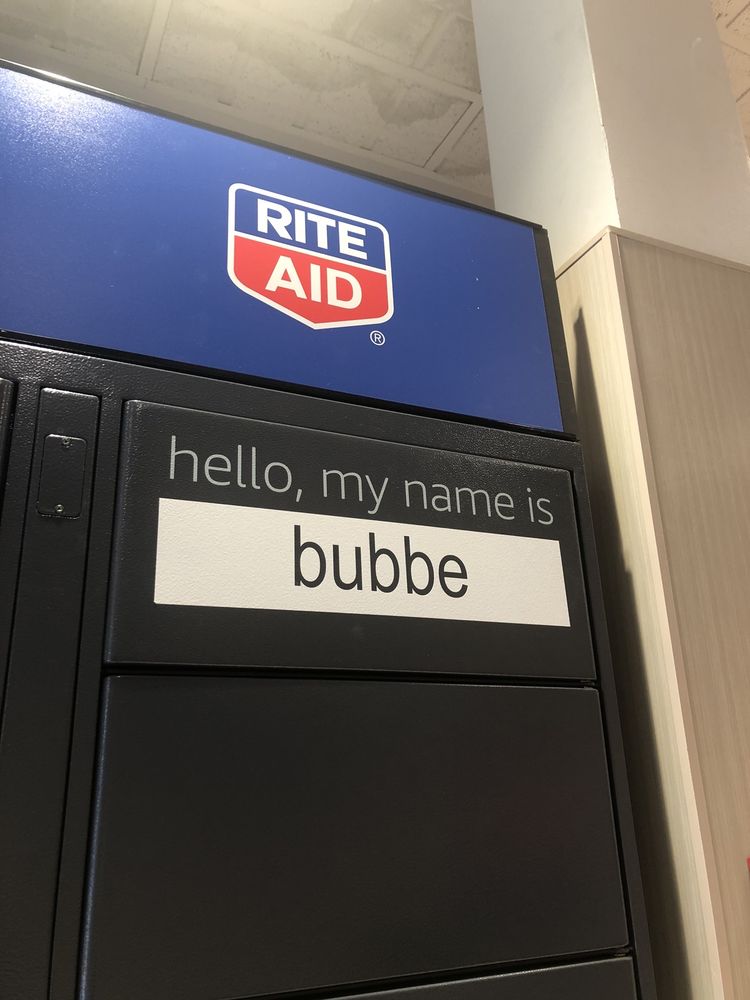 RITE
AID
®
hello, my name is
bubbe